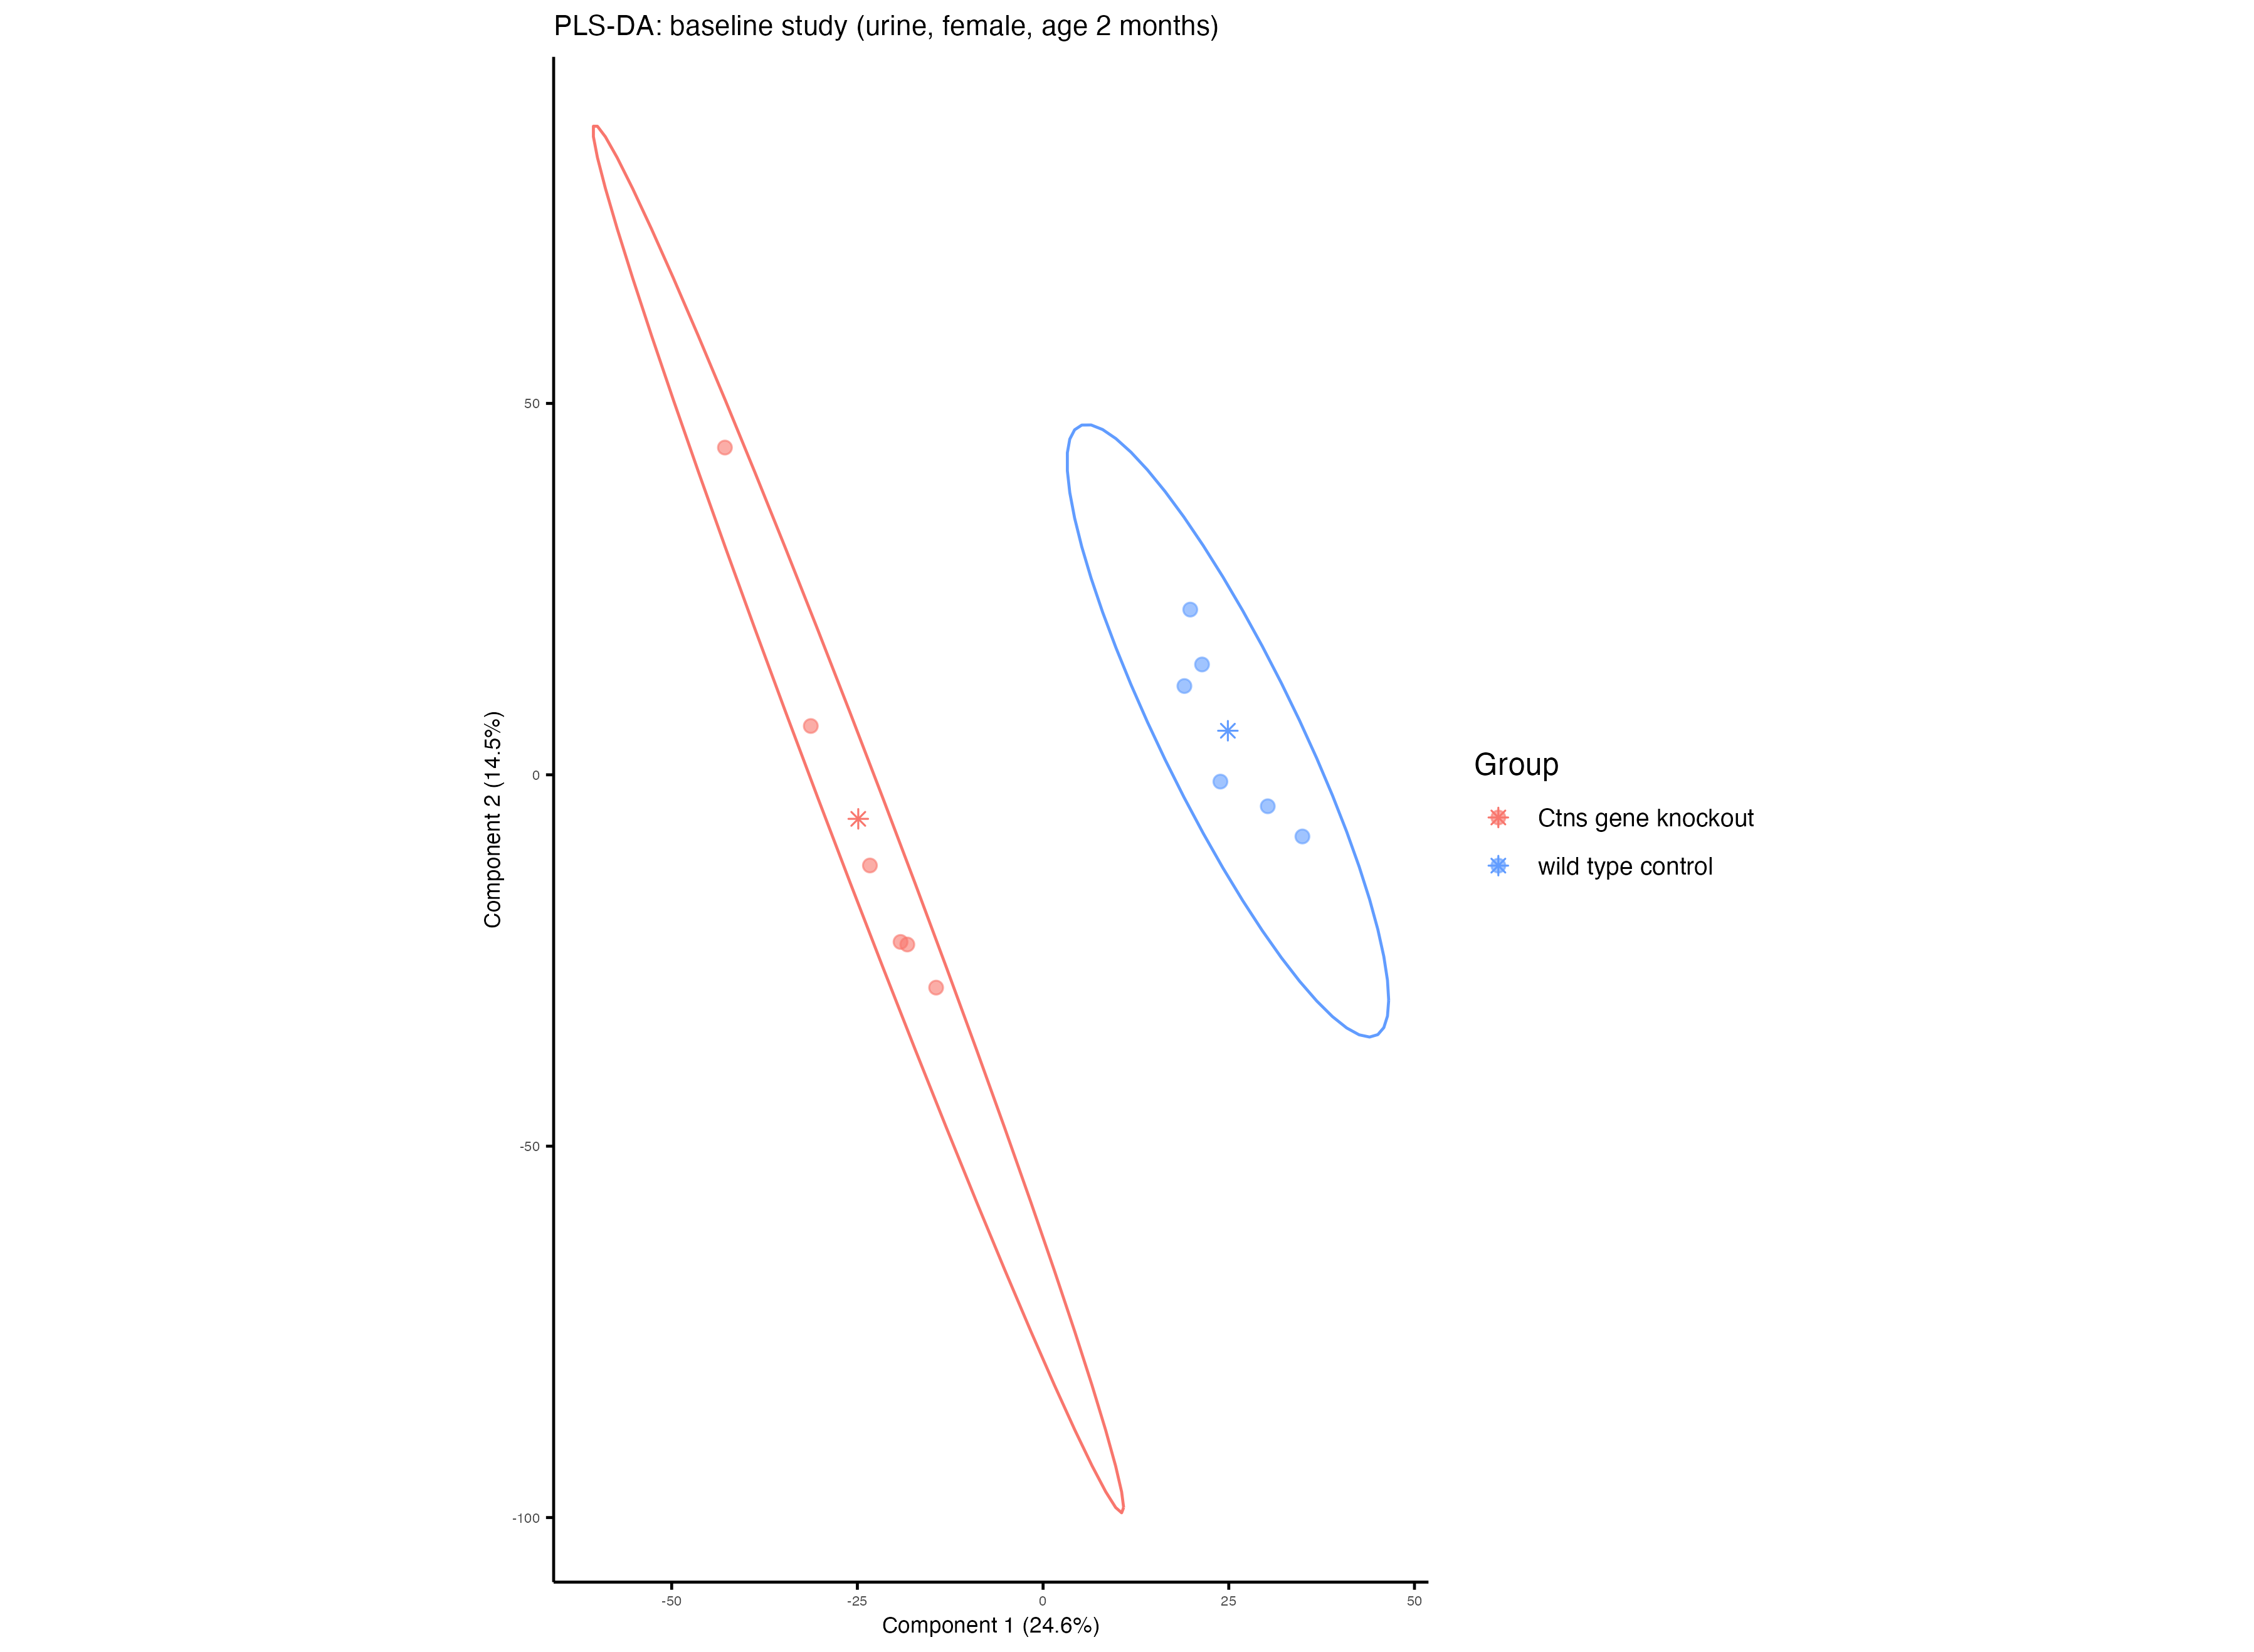 PLS-DA: baseline study (urine, female, age 2 months)
50
0
-50
-100
Component 2 (14.5%)
-50
-25
0
25
50
Component 1 (24.6%)
Group
Ctns gene knockout
wild type control